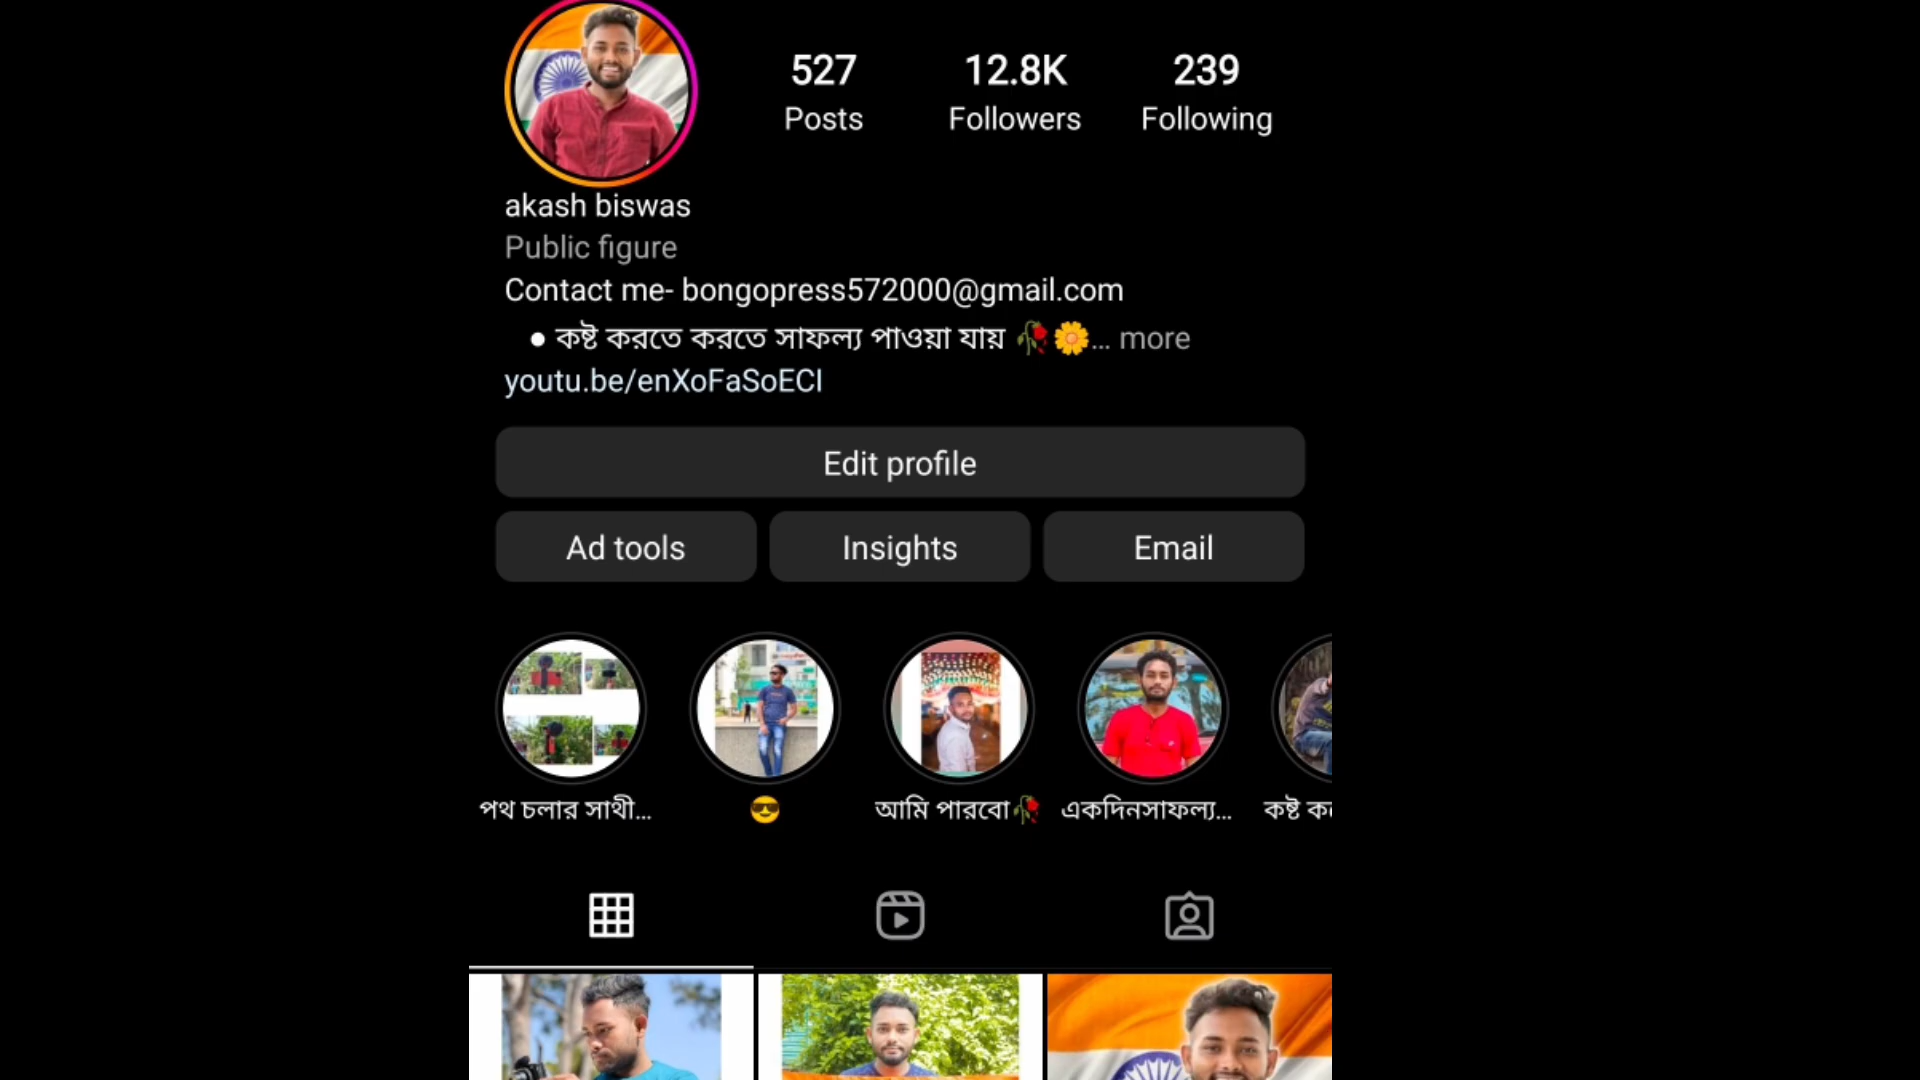 527 12.8K 239
Posts Followers Following
akash biswas
Public figure
Contact me- bongopress572000@gmail.com
● কষ্ট করতে করতে সাফল্য পাওয়া যায় 🥀🌼... more
youtu.be/enXoFaSoECI
Edit profile
Ad tools Insights Email
পথ চলার সাথী... 😎 আমি পারবো🥀 একদিনসাফল্য... কষ্ট